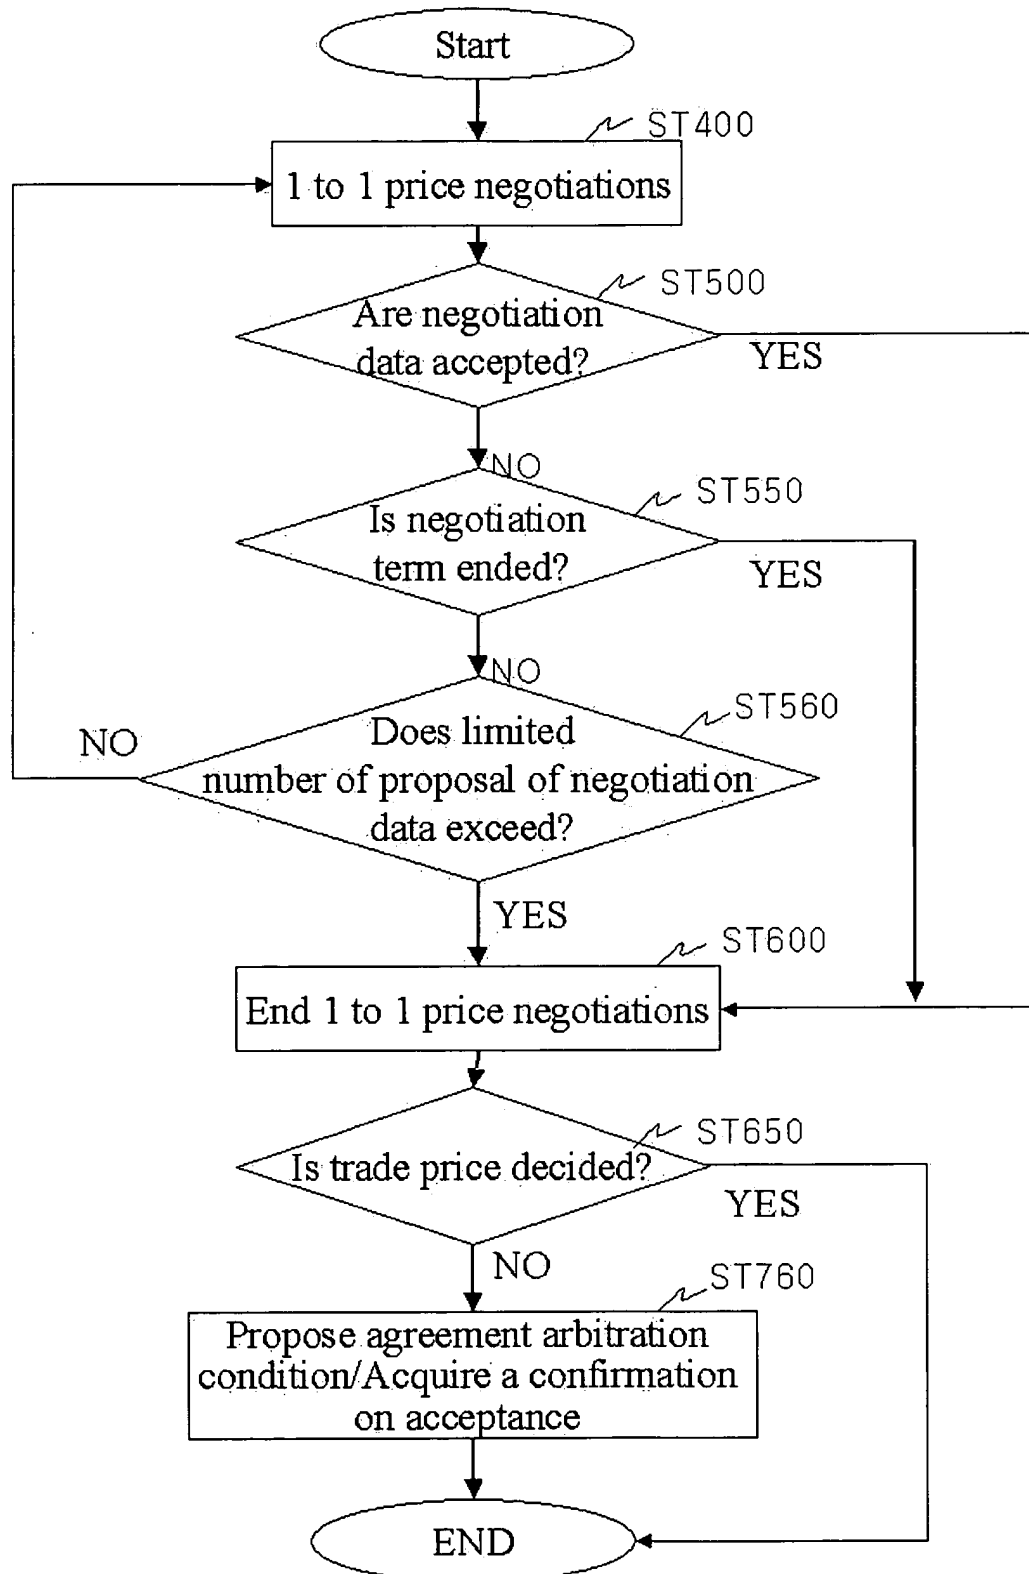 Start
ST400
1 to 1 price negotiations
ST500
Are negotiation
data accepted?
YES
NO
ST550
Is negotiation
term ended?
YES
NO
ST560
Does limited
NO
number of proposal of negotiation
data exceed?
YES
ST600
End 1 to 1 price negotiations
ST650
Is trade price decided?
YES
NO
ST760
Propose agreement arbitration
condition/Acquire a confirmation
on acceptance
END